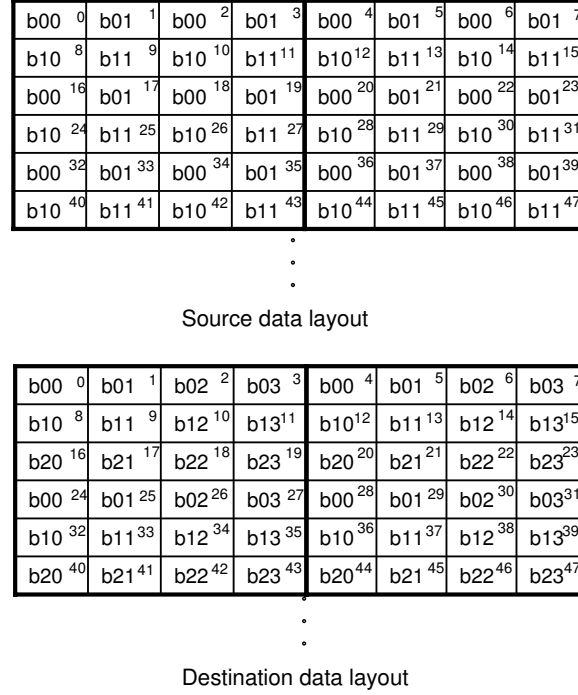 b00 0 b01 1 b00 2 b01 3 b00 4 b01 5 b00 6 b01 7
b10 8 b11 9 b10 10 b11 11 b10 12 b11 13 b10 14 b11 15
b00 16 b01 17 b00 18 b01 19 b00 20 b01 21 b00 22 b01 23
b10 24 b11 25 b10 26 b11 27 b10 28 b11 29 b10 30 b11 31
b00 32 b01 33 b00 34 b01 35 b00 36 b01 37 b00 38 b01 39
b10 40 b11 41 b10 42 b11 43 b10 44 b11 45 b10 46 b11 47
Source data layout
b00 0 b01 1 b02 2 b03 3 b00 4 b01 5 b02 6 b03 7
b10 8 b11 9 b12 10 b13 11 b10 12 b11 13 b12 14 b13 15
b20 16 b21 17 b22 18 b23 19 b20 20 b21 21 b22 22 b23 23
b00 24 b01 25 b02 26 b03 27 b00 28 b01 29 b02 30 b03 31
b10 32 b11 33 b12 34 b13 35 b10 36 b11 37 b12 38 b13 39
b20 40 b21 41 b22 42 b23 43 b20 44 b21 45 b22 46 b23 47
Destination data layout